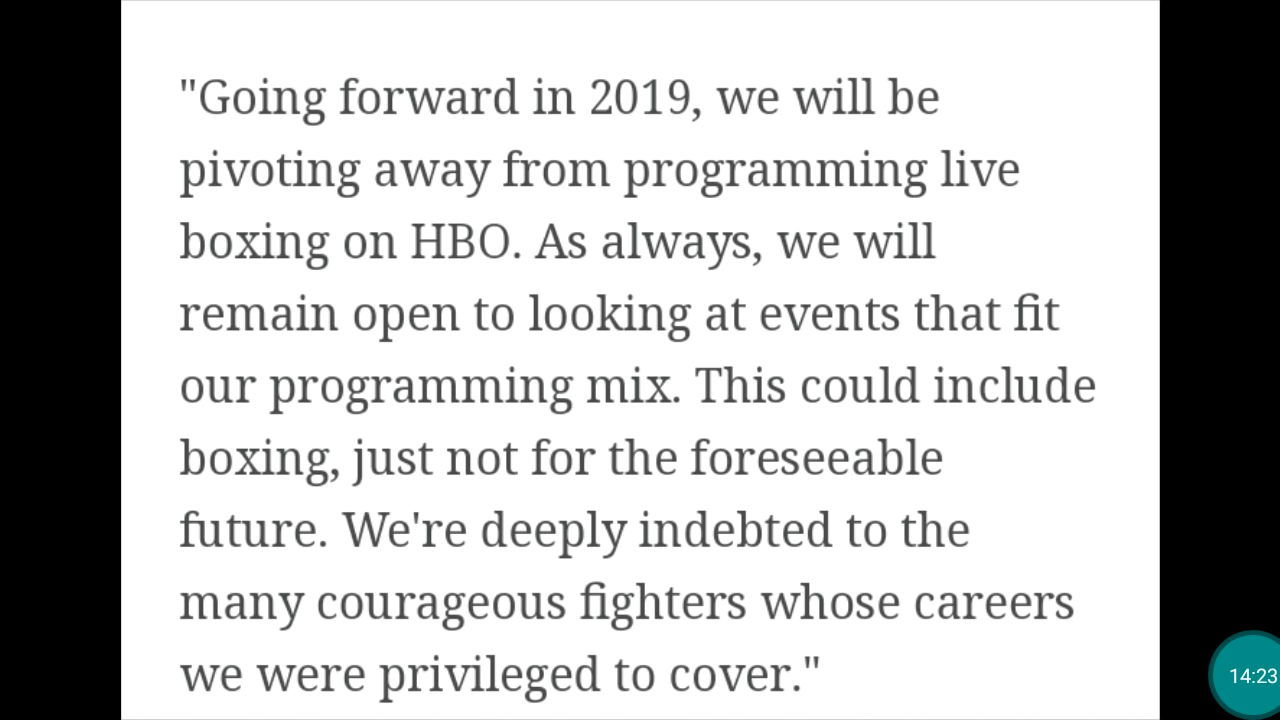 "Going forward in 2019, we will be
pivoting away from programming live
boxing on HBO. As always, we will
remain open to looking at events that fit
our programming mix. This could include
boxing, just not for the foreseeable
future. We're deeply indebted to the
many courageous fighters whose careers
we were privileged to cover."
14:23